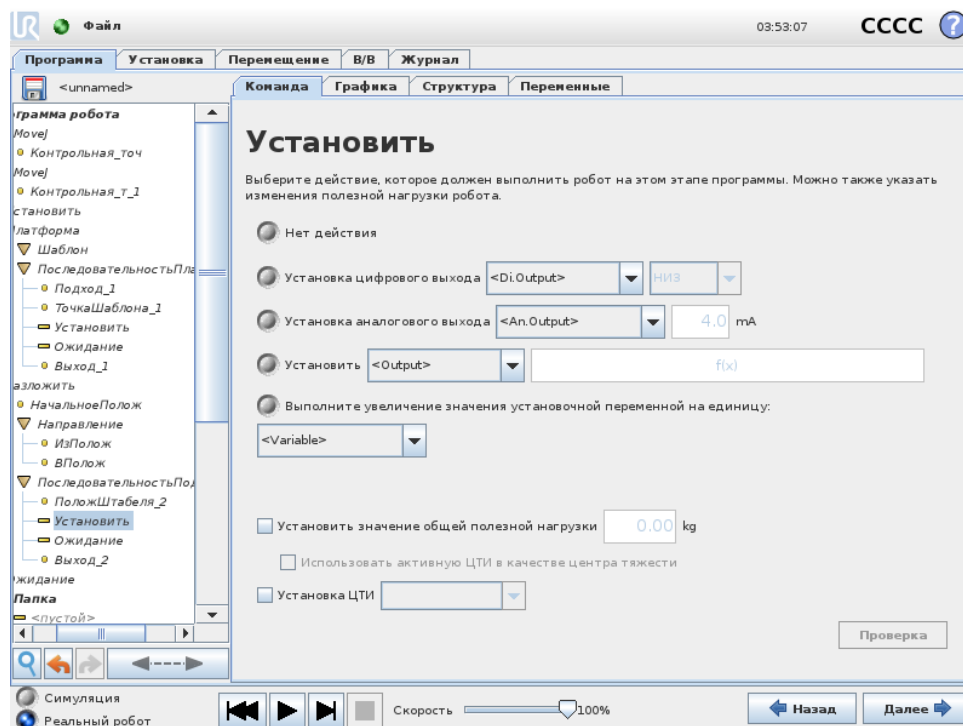 UR Файл 03:53:07 CCCC ?
Программа Установка Перемещение В/В Журнал
<unnamed>
Команда Графика Структура Переменные
ограмма робота
MoveJ
Контрольная_точ
MoveJ
Контрольная_т_1
становить
Платформа
Шаблон
ПоследовательностьПла
Подход_1
ТочкаШаблона_1
Установить
Ожидание
Выход_1
азложить
НачальноеПолож
Направление
ИзПолож
ВПолож
ПоследовательностьПод
ПоложШтабеля_2
Установить
Ожидание
Выход_2
Ожидание
Папка
<пустой>
Установить
Выберите действие, которое должен выполнить робот на этом этапе программы. Можно также указать
изменения полезной нагрузки робота.
Нет действия
Установка цифрового выхода <Di.Output> НИЗ
Установка аналогового выхода <An.Output> 4.0 mA
Установить <Output> f(x)
Выполните увеличение значения установочной переменной на единицу:
<Variable>
Установить значение общей полезной нагрузки 0.00 kg
Использовать активную ЦТИ в качестве центра тяжести
Установка ЦТИ
Проверка
Симуляция
Реальный робот
Скорость 100%
Назад Далее